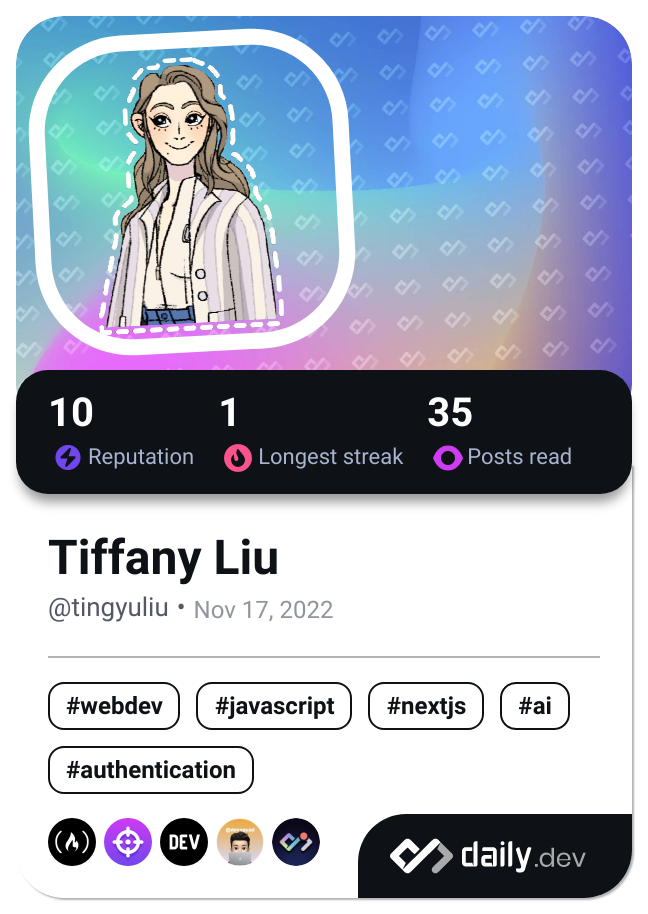 10 1 35
Reputation Longest streak Posts read
Tiffany Liu
@tingyuliu • Nov 17, 2022
#webdev #javascript #nextjs #ai
#authentication
DEV
daily.dev